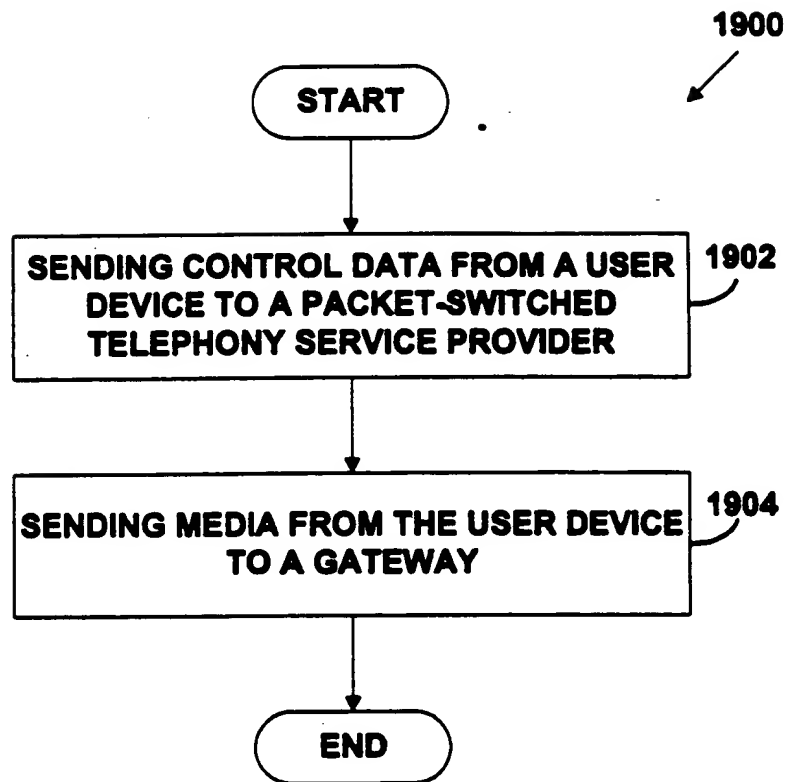 1900
START
SENDING CONTROL DATA FROM A USER
DEVICE TO A PACKET-SWITCHED
TELEPHONY SERVICE PROVIDER
1902
SENDING MEDIA FROM THE USER DEVICE
TO A GATEWAY
1904
END